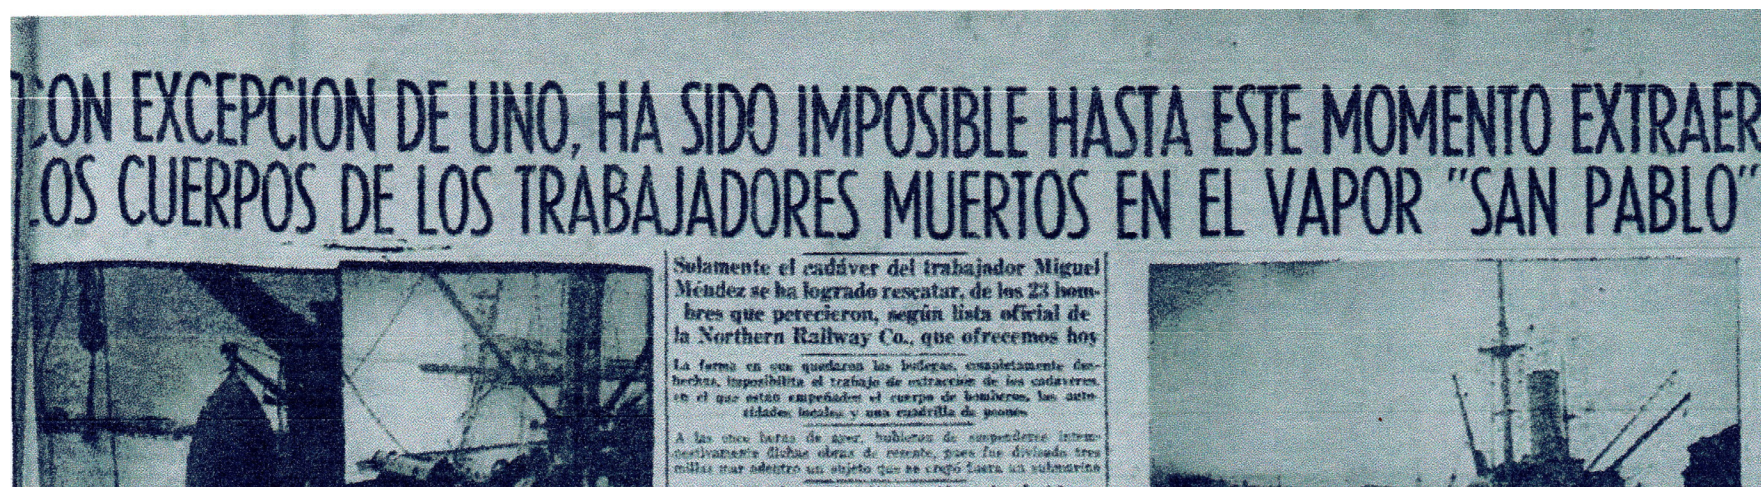 CON EXCEPCION DE UNO, HA SIDO IMPOSIBLE HASTA ESTE MOMENTO EXTRAER
LOS CUERPOS DE LOS TRABAJADORES MUERTOS EN EL VAPOR "SAN PABLO"
Solamente el cadáver del trabajador Miguel
Méndez se ha logrado rescatar, de los 23 hom-
bres que perecieron, según lista oficial de
la Northern Railway Co., que ofrecemos hoy
La forma en que quedaron las bodegas, completamente des-
hechas, imposibilita el trabajo de extracción de los cadáveres,
en el que están empeñados el cuerpo de bomberos, las auto-
ridades locales y una cuadrilla de peones
A las once horas de ayer, hubieron de suspenderse intem-
pestivamente dichas obras de rescate, pues fue divisado tres
millas mar adentro un objeto que se creyó fuera un submarino